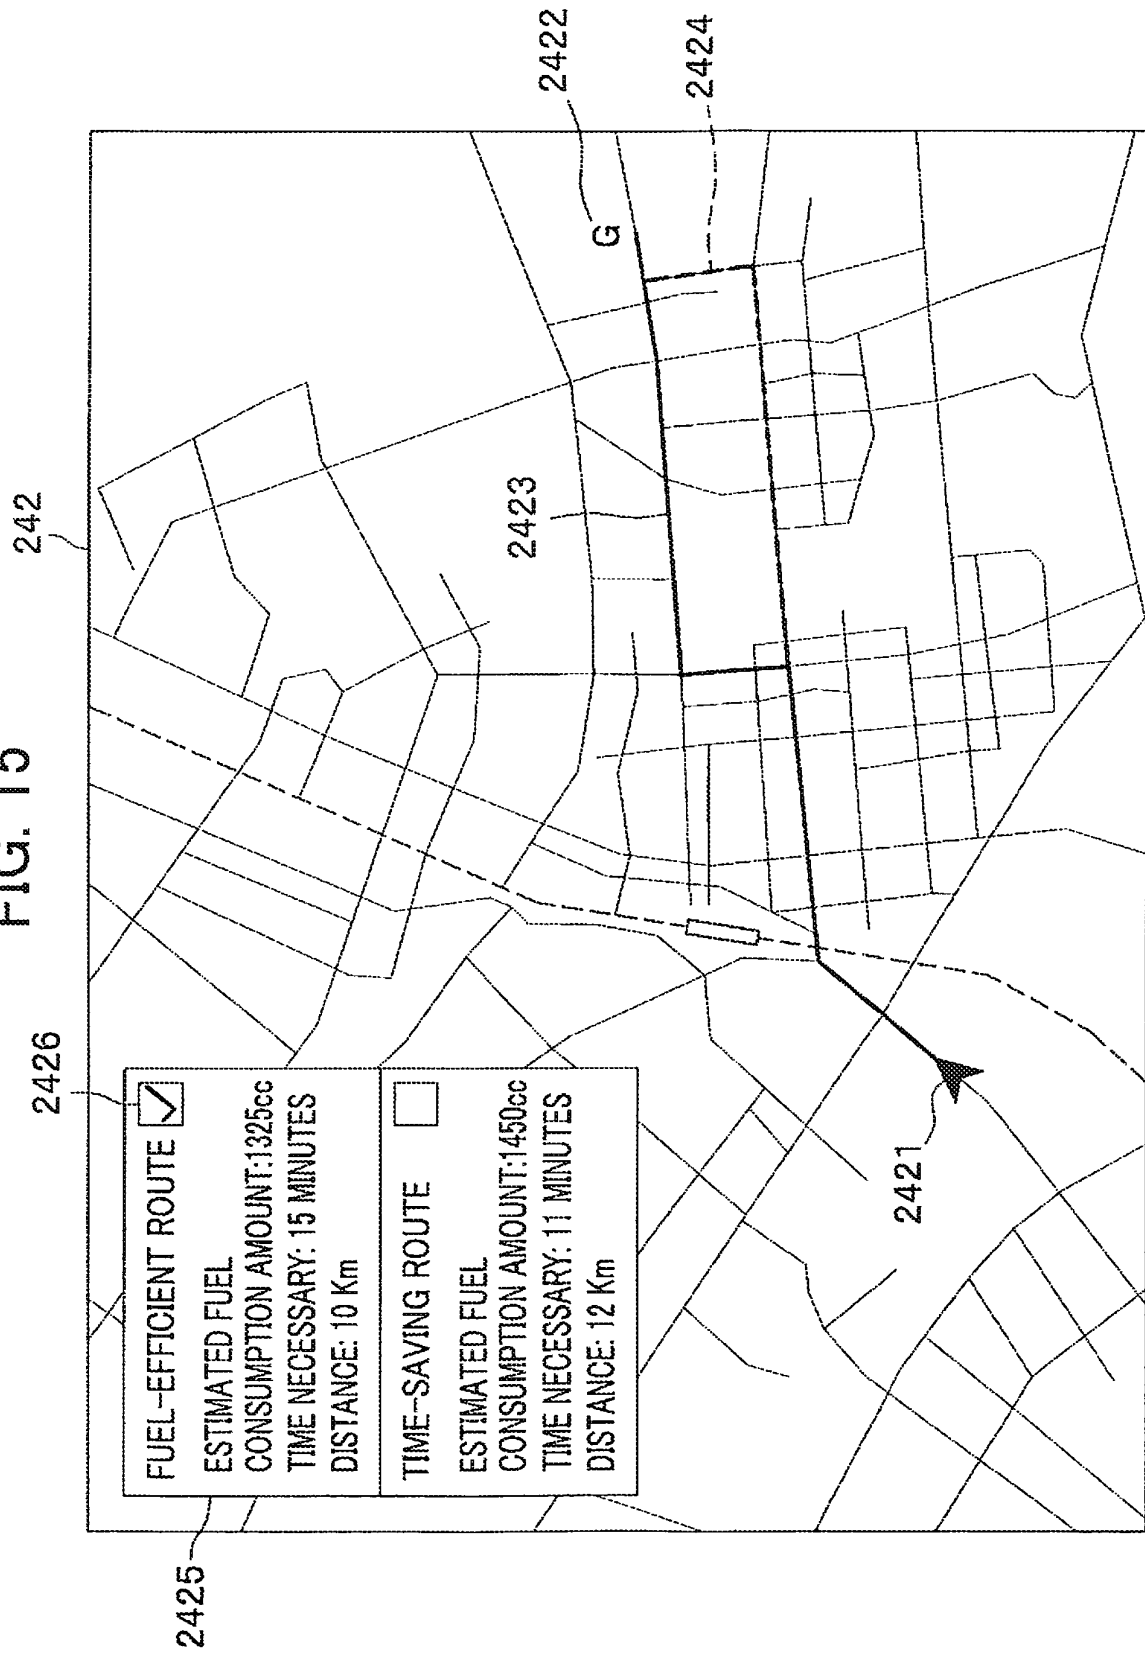 FIG. 15
242
2426
2425
FUEL-EFFICIENT ROUTE
ESTIMATED FUEL
CONSUMPTION AMOUNT:1325cc
TIME NECESSARY: 15 MINUTES
DISTANCE: 10 Km
TIME-SAVING ROUTE
ESTIMATED FUEL
CONSUMPTION AMOUNT:1450cc
TIME NECESSARY: 11 MINUTES
DISTANCE: 12 Km
2423
G
2422
2424
2421